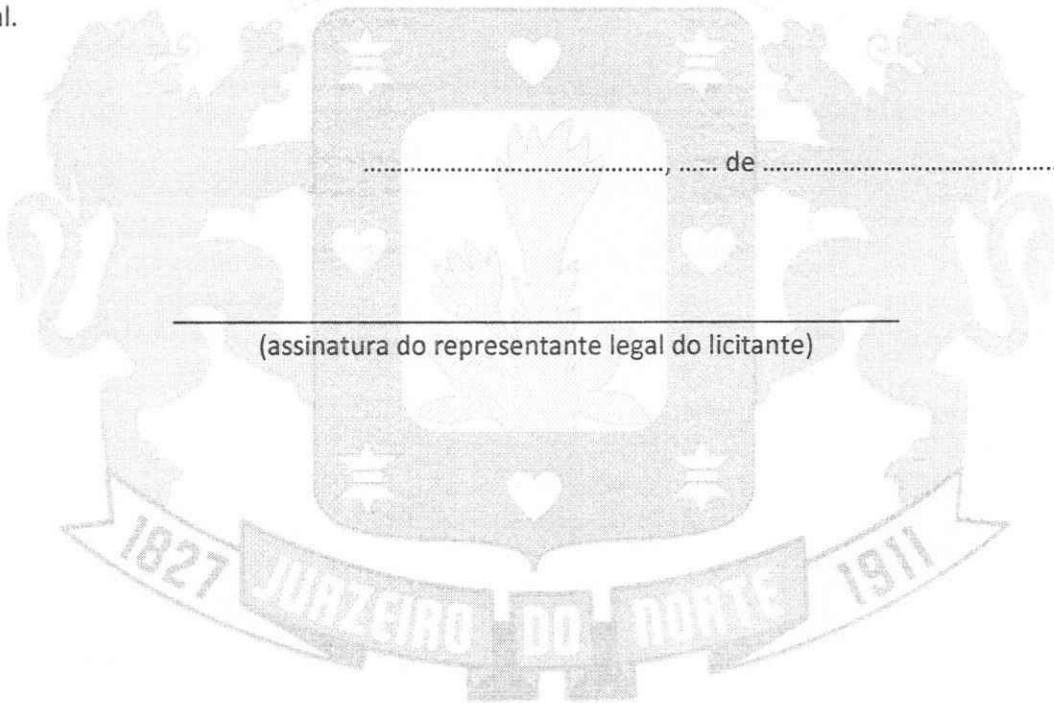 al.
......................................, ..... de ......................................
(assinatura do representante legal do licitante)
1827 JUAZEIRO DO NORTE 1911